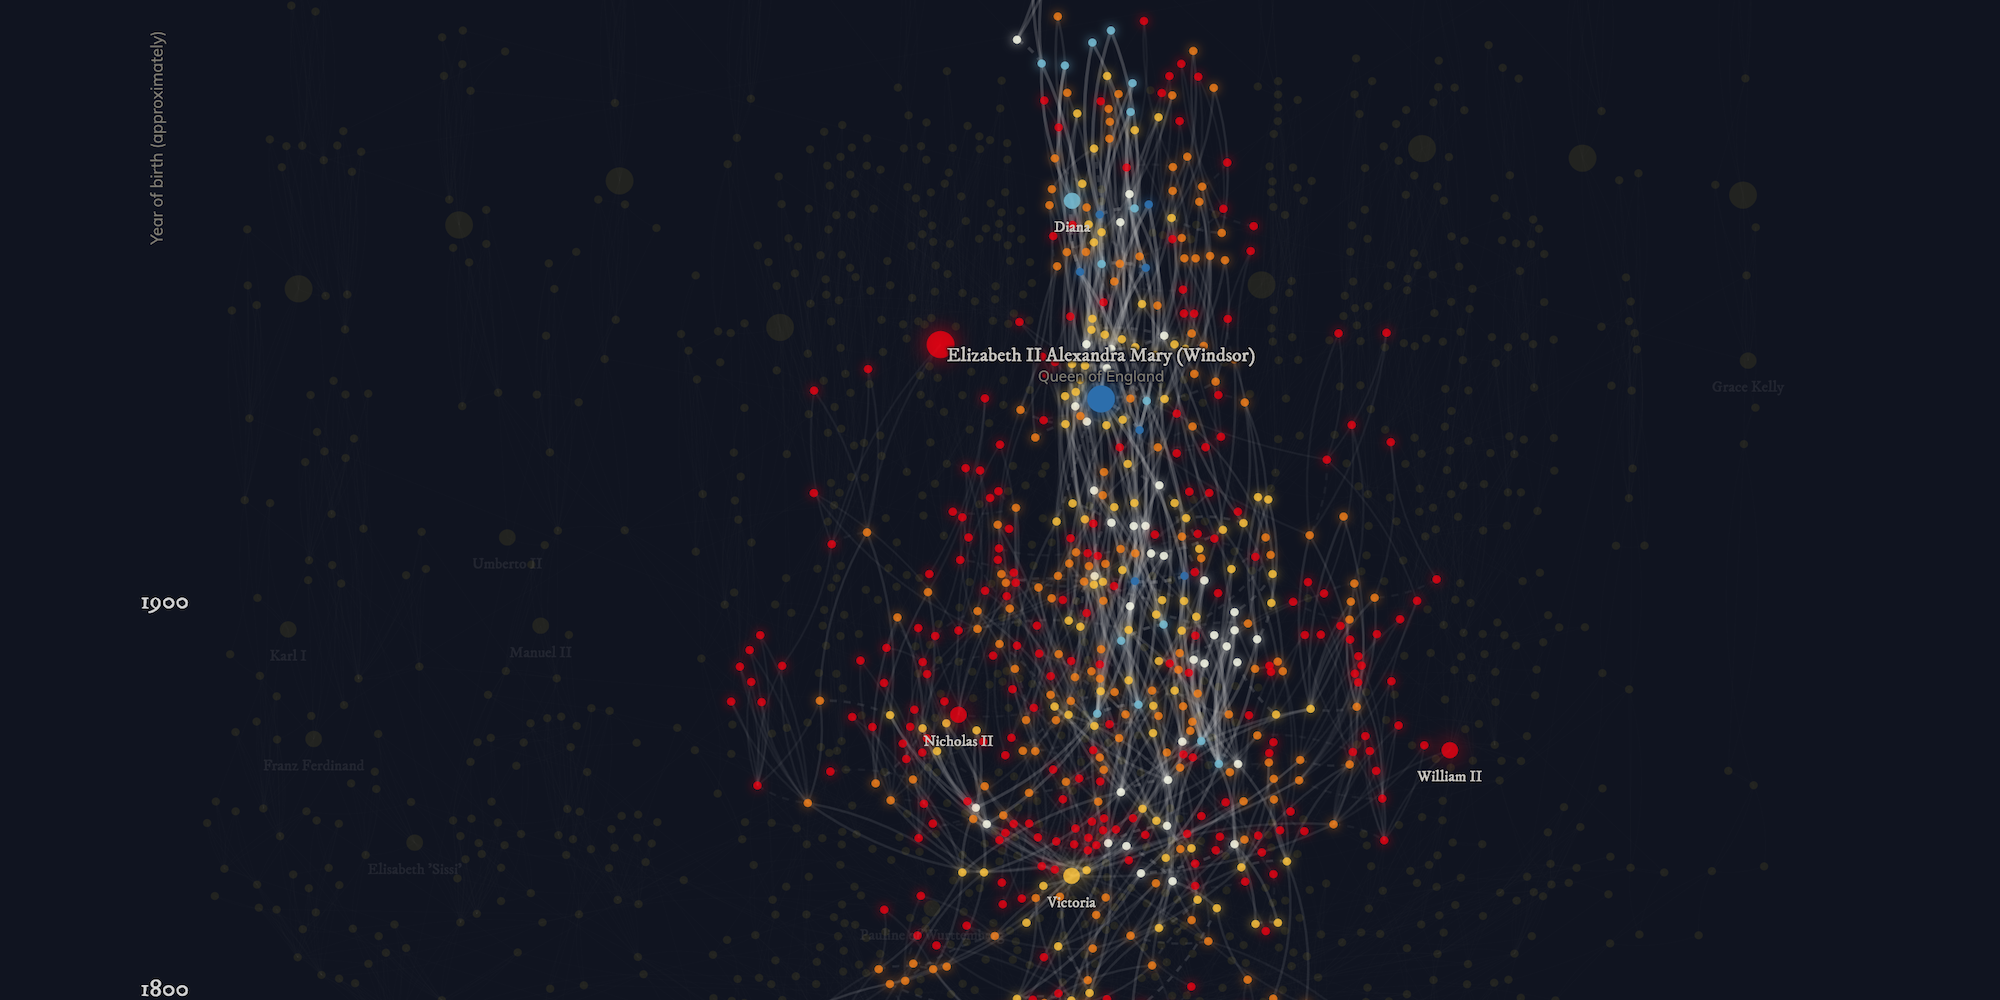 Year of birth (approximately)
Diana
Elizabeth II Alexandra Mary (Windsor)
Queen of England
Grace Kelly
Umberto II
1900
Karl I
Manuel II
Nicholas II
Franz Ferdinand
William II
Elisabeth "Sissi"
Victoria
Pauline of Württemberg
1800